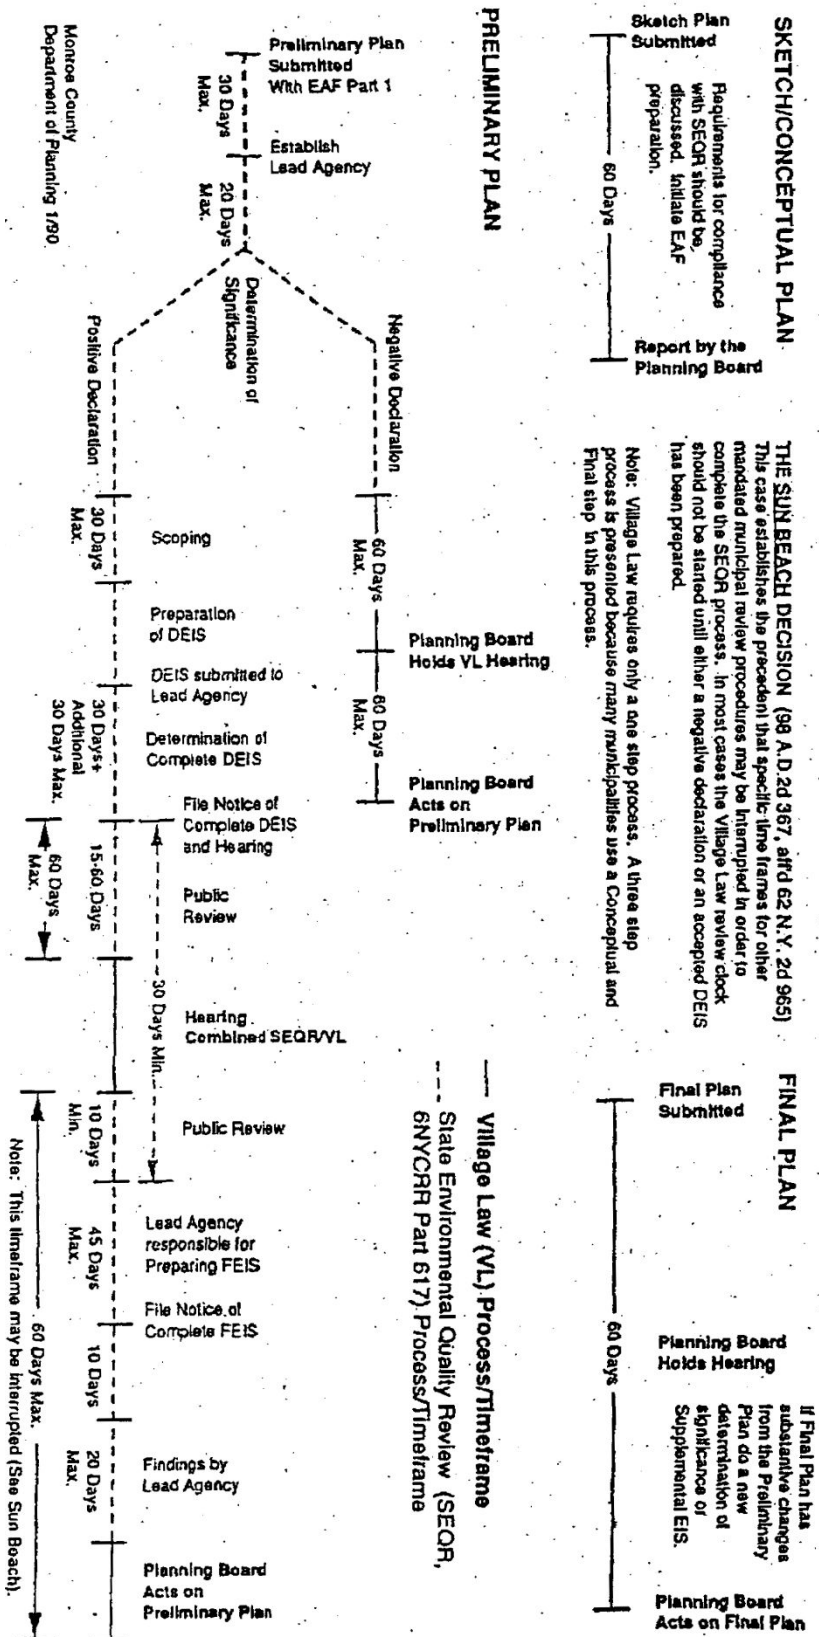 SKETCH/CONCEPTUAL PLAN
Sketch Plan
Submitted
Requirements for compliance
with SEQR should be
discussed. Initiate EAF
preparation.
60 Days
Report by the
Planning Board
THE SUN BEACH DECISION (98 A.D.2d 367, aff'd 62 N.Y. 2d 965)
This case establishes the precedent that specific time frames for other
mandated municipal review procedures may be interrupted in order to
complete the SEQR process. In most cases the Village Law review clock
should not be started until either a negative declaration or an accepted DEIS
has been prepared.
Note: Village Law requires only a one step process. A three step
process is presented because many municipalities use a Conceptual and
Final step in this process.
FINAL PLAN
Final Plan
Submitted
60 Days
Planning Board
Holds Hearing
If Final Plan has
substantive changes
from the Preliminary
Plan do a new
determination of
significance or
Supplemental EIS.
Planning Board
Acts on Final Plan
Village Law (VL) Process/Timeframe
State Environmental Quality Review (SEQR,
6NYCRR Part 617) Process/Timeframe
PRELIMINARY PLAN
Preliminary Plan
Submitted
With EAF Part 1
30 Days
Max.
Establish
Lead Agency
20 Days
Max.
Determination of
Significance
Negative Declaration
60 Days
Max.
Planning Board
Holds VL Hearing
60 Days
Max.
Planning Board
Acts on
Preliminary Plan
Positive Declaration
Scoping
30 Days
Max.
Preparation
of DEIS
DEIS submitted to
Lead Agency
Determination of
Complete DEIS
30 Days+
Additional
30 Days Max.
File Notice of
Complete DEIS
and Hearing
Public
Review
15-60 Days
60 Days
Max.
30 Days Min.
Hearing
Combined SEQR/VL
Public Review
10 Days
Min.
Lead Agency
responsible for
Preparing FEIS
45 Days
Max.
File Notice of
Complete FEIS
10 Days
Findings by
Lead Agency
20 Days
Max.
Planning Board
Acts on
Preliminary Plan
60 Days Max.
Note: This timeframe may be interrupted (See Sun Beach).
Monroe County
Department of Planning 1/90